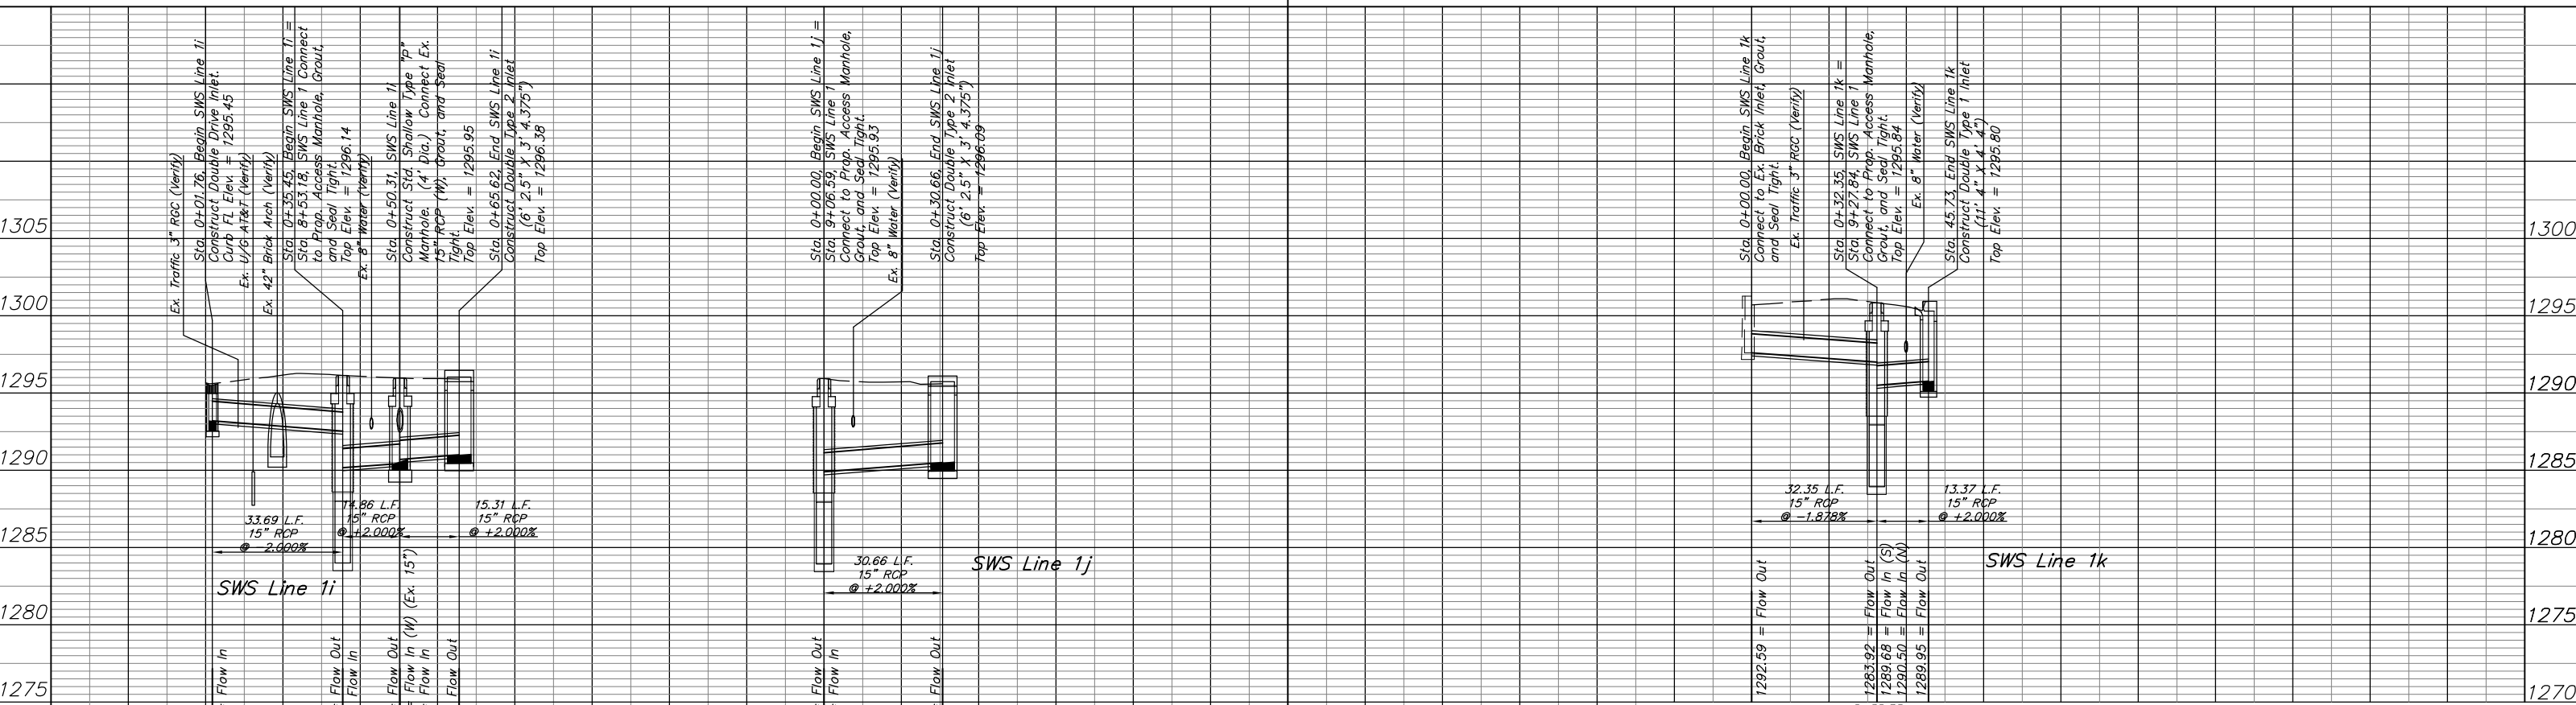 1305
1300
1295
1290
1285
1280
1275
Ex. Traffic 3" RGC (Verify)
Sta. 0+01.76, Begin SWS Line 1i
Construct Double Drive Inlet.
Curb FL Elev. = 1295.45
Ex. U/G AT&T (Verify)
Ex. 42" Brick Arch (Verify)
Sta. 0+35.45, Begin SWS Line 1i =
Sta. 8+53.18, SWS Line 1 Connect
to Prop. Access Manhole, Grout,
and Seal Tight.
Top Elev. = 1296.14
Ex. 8" Water (Verify)
Sta. 0+50.31, SWS Line 1i
Construct Std. Shallow Type "P"
Manhole. (4' Dia.) Connect Ex.
15" RCP (W), Grout, and Seal
Tight.
Top Elev. = 1295.95
Sta. 0+65.62, End SWS Line 1i
Construct Double Type 2 Inlet
(6' 2.5" X 3' 4.375")
Top Elev. = 1296.38
33.69 L.F.
15" RCP
@ -2.000%
14.86 L.F.
15" RCP
@ +2.000%
15.31 L.F.
15" RCP
@ +2.000%
SWS Line 1i
Flow In
Flow Out
Flow In
Flow Out
Flow In (W) (Ex. 15")
Flow In
Flow Out
Sta. 0+00.00, Begin SWS Line 1j =
Sta. 9+06.59, SWS Line 1
Connect to Prop. Access Manhole,
Grout, and Seal Tight.
Top Elev. = 1295.93
Ex. 8" Water (Verify)
Sta. 0+30.66, End SWS Line 1j
Construct Double Type 2 Inlet
(6' 2.5" X 3' 4.375")
Top Elev. = 1296.09
30.66 L.F.
15" RCP
@ +2.000%
SWS Line 1j
Flow Out
Flow In
Flow Out
Sta. 0+00.00, Begin SWS Line 1k
Connect to Ex. Brick Inlet, Grout,
and Seal Tight.
Ex. Traffic 3" RGC (Verify)
Sta. 0+32.35, SWS Line 1k =
Sta. 9+27.84, SWS Line 1
Connect to Prop. Access Manhole,
Grout, and Seal Tight.
Top Elev. = 1295.84
Ex. 8" Water (Verify)
Sta. 45.73, End SWS Line 1k
Construct Double Type 1 Inlet
(11' 4" X 4' 4")
Top Elev. = 1295.80
32.35 L.F.
15" RCP
@ -1.878%
13.37 L.F.
15" RCP
@ +2.000%
SWS Line 1k
1292.59 = Flow Out
1283.92 = Flow Out
1289.68 = Flow In (S)
1290.50 = Flow In (N)
1289.95 = Flow Out
1300
1295
1290
1285
1280
1275
1270